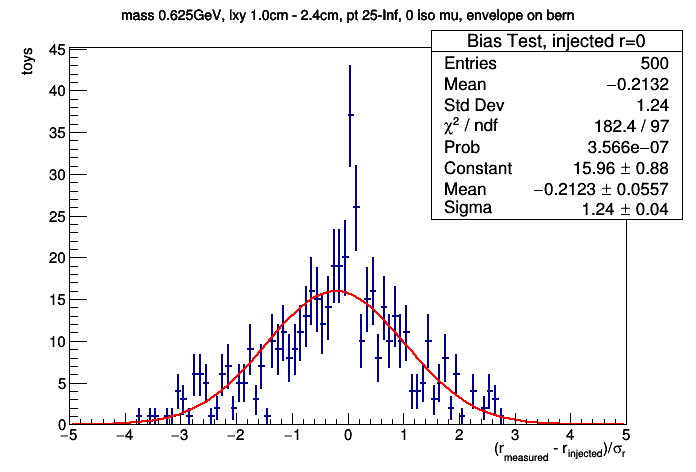 mass 0.625GeV, lxy 1.0cm - 2.4cm, pt 25-Inf, 0 Iso mu, envelope on bern
toys
Bias Test, injected r=0
Entries 500
Mean −0.2132
Std Dev 1.24
χ² / ndf 182.4 / 97
Prob 3.566e−07
Constant 15.96 ± 0.88
Mean −0.2123 ± 0.0557
Sigma 1.24 ± 0.04
45
40
35
30
25
20
15
10
5
0
−5 −4 −3 −2 −1 0 1 2 3 4 5
(r_measured - r_injected)/σ_r